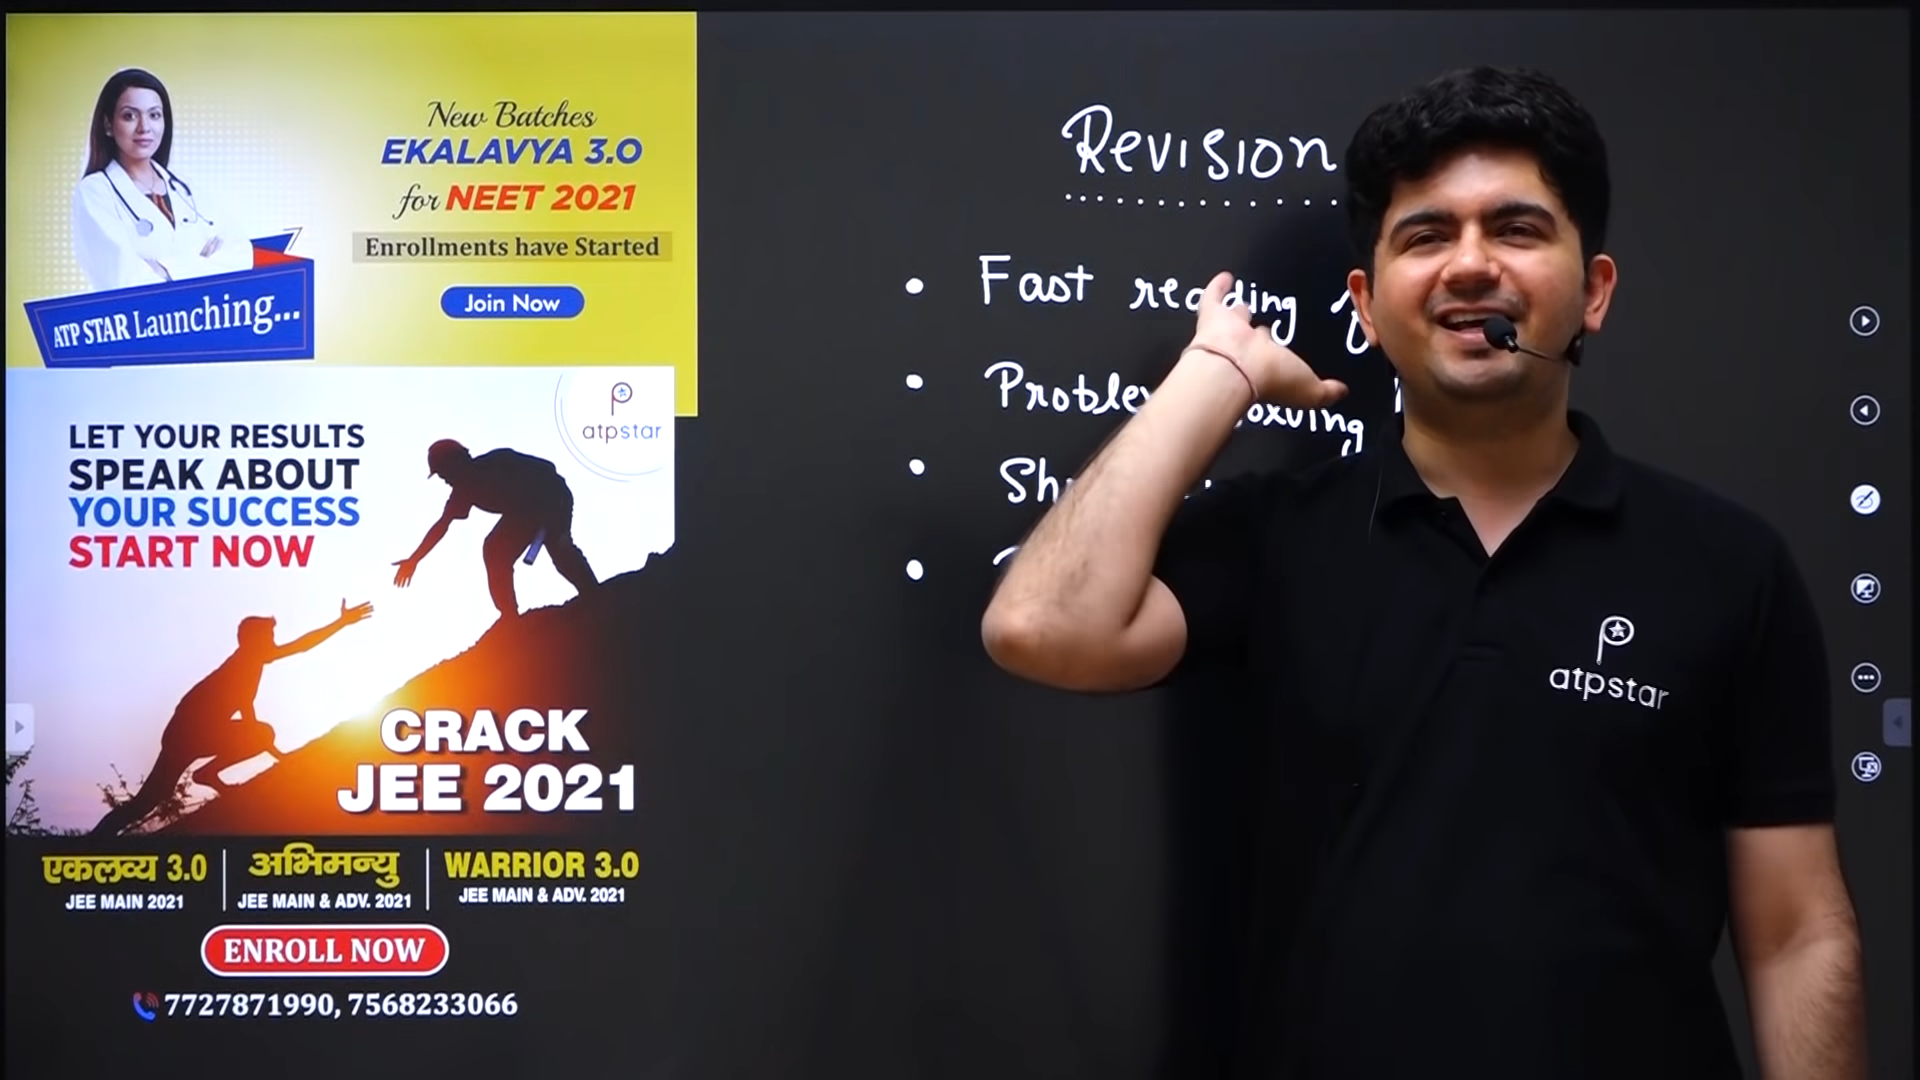 New Batches
EKALAVYA 3.0
for NEET 2021
Enrollments have Started
Join Now
ATP STAR Launching...
atpstar
LET YOUR RESULTS
SPEAK ABOUT
YOUR SUCCESS
START NOW
CRACK
JEE 2021
एकलव्य 3.0
JEE MAIN 2021
अभिमन्यु
JEE MAIN & ADV. 2021
WARRIOR 3.0
JEE MAIN & ADV. 2021
ENROLL NOW
7727871990, 7568233066
Revision
• Fast reading
•
•
•
atpstar